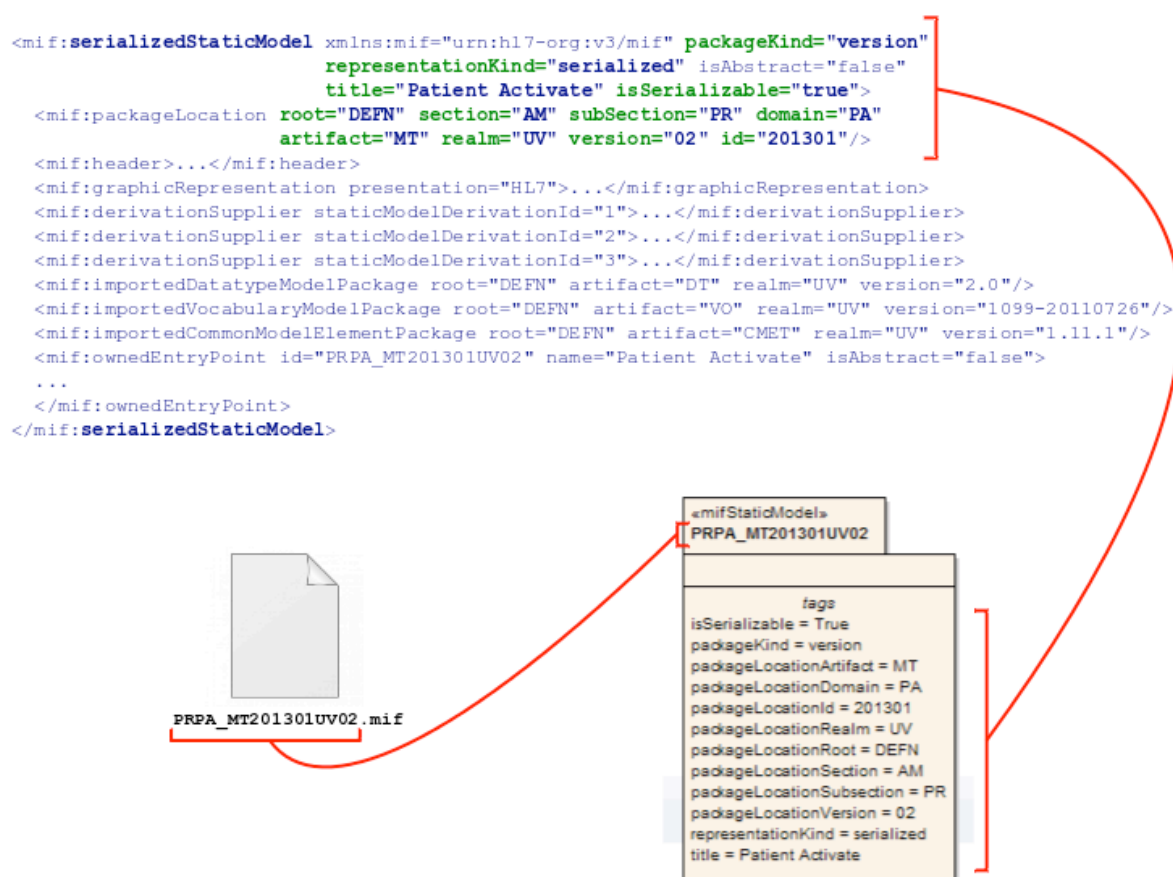 <mif:serializedStaticModel xmlns:mif="urn:hl7-org:v3/mif" packageKind="version"
representationKind="serialized" isAbstract="false"
title="Patient Activate" isSerializable="true">
<mif:packageLocation root="DEFN" section="AM" subSection="PR" domain="PA"
artifact="MT" realm="UV" version="02" id="201301"/>
<mif:header>...</mif:header>
<mif:graphicRepresentation presentation="HL7">...</mif:graphicRepresentation>
<mif:derivationSupplier staticModelDerivationId="1">...</mif:derivationSupplier>
<mif:derivationSupplier staticModelDerivationId="2">...</mif:derivationSupplier>
<mif:derivationSupplier staticModelDerivationId="3">...</mif:derivationSupplier>
<mif:importedDatatypeModelPackage root="DEFN" artifact="DT" realm="UV" version="2.0"/>
<mif:importedVocabularyModelPackage root="DEFN" artifact="VO" realm="UV" version="1099-20110726"/>
<mif:importedCommonModelElementPackage root="DEFN" artifact="CMET" realm="UV" version="1.11.1"/>
<mif:ownedEntryPoint id="PRPA_MT201301UV02" name="Patient Activate" isAbstract="false">
...
</mif:ownedEntryPoint>
</mif:serializedStaticModel>
PRPA_MT201301UV02.mif
«mifStaticModel»
PRPA_MT201301UV02
tags
isSerializable = True
packageKind = version
packageLocationArtifact = MT
packageLocationDomain = PA
packageLocationId = 201301
packageLocationRealm = UV
packageLocationRoot = DEFN
packageLocationSection = AM
packageLocationSubsection = PR
packageLocationVersion = 02
representationKind = serialized
title = Patient Activate